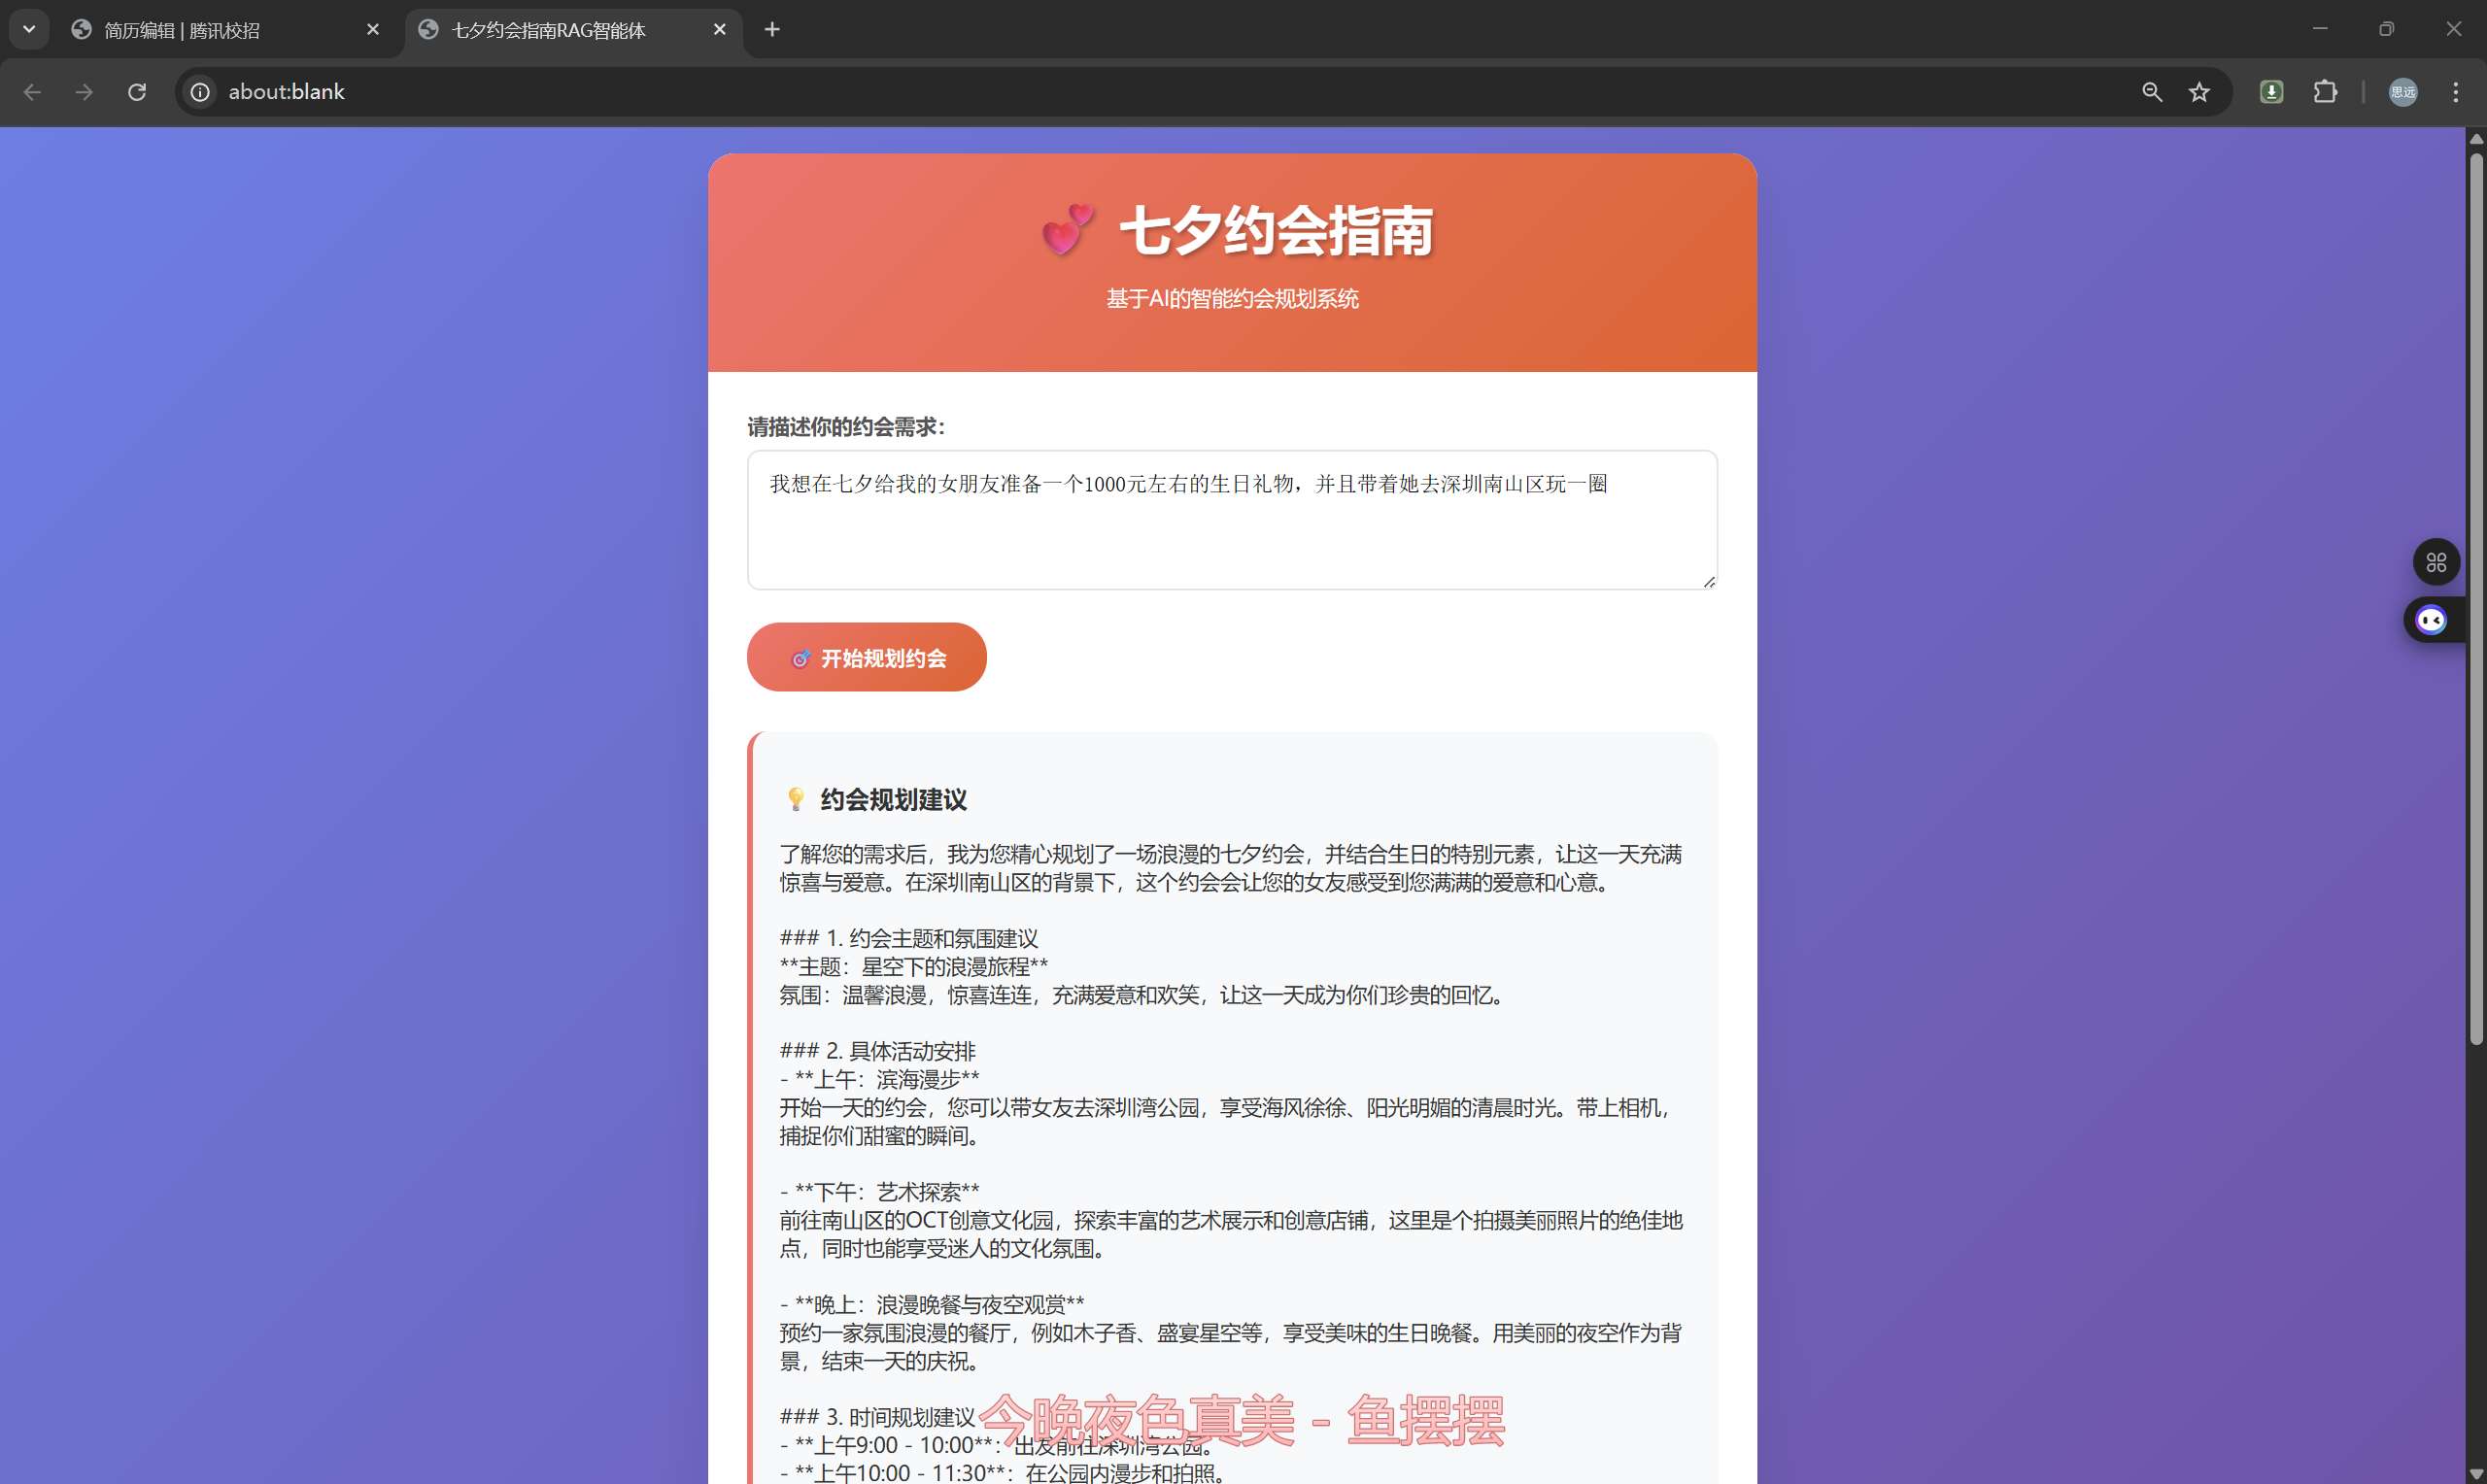 简历编辑 | 腾讯校招
七夕约会指南RAG智能体
about:blank
思远
💕 七夕约会指南
基于AI的智能约会规划系统
请描述你的约会需求：
我想在七夕给我的女朋友准备一个1000元左右的生日礼物，并且带着她去深圳南山区玩一圈
🎯 开始规划约会
💡 约会规划建议
了解您的需求后，我为您精心规划了一场浪漫的七夕约会，并结合生日的特别元素，让这一天充满
惊喜与爱意。在深圳南山区的背景下，这个约会会让您的女友感受到您满满的爱意和心意。
### 1. 约会主题和氛围建议
**主题：星空下的浪漫旅程**
氛围：温馨浪漫，惊喜连连，充满爱意和欢笑，让这一天成为你们珍贵的回忆。
### 2. 具体活动安排
- **上午：滨海漫步**
开始一天的约会，您可以带女友去深圳湾公园，享受海风徐徐、阳光明媚的清晨时光。带上相机，
捕捉你们甜蜜的瞬间。
- **下午：艺术探索**
前往南山区的OCT创意文化园，探索丰富的艺术展示和创意店铺，这里是个拍摄美丽照片的绝佳地
点，同时也能享受迷人的文化氛围。
- **晚上：浪漫晚餐与夜空观赏**
预约一家氛围浪漫的餐厅，例如木子香、盛宴星空等，享受美味的生日晚餐。用美丽的夜空作为背
景，结束一天的庆祝。
### 3. 时间规划建议
今晚夜色真美 - 鱼摆摆
- **上午9:00 - 10:00**：出发前往深圳湾公园。
- **上午10:00 - 11:30**：在公园内漫步和拍照。